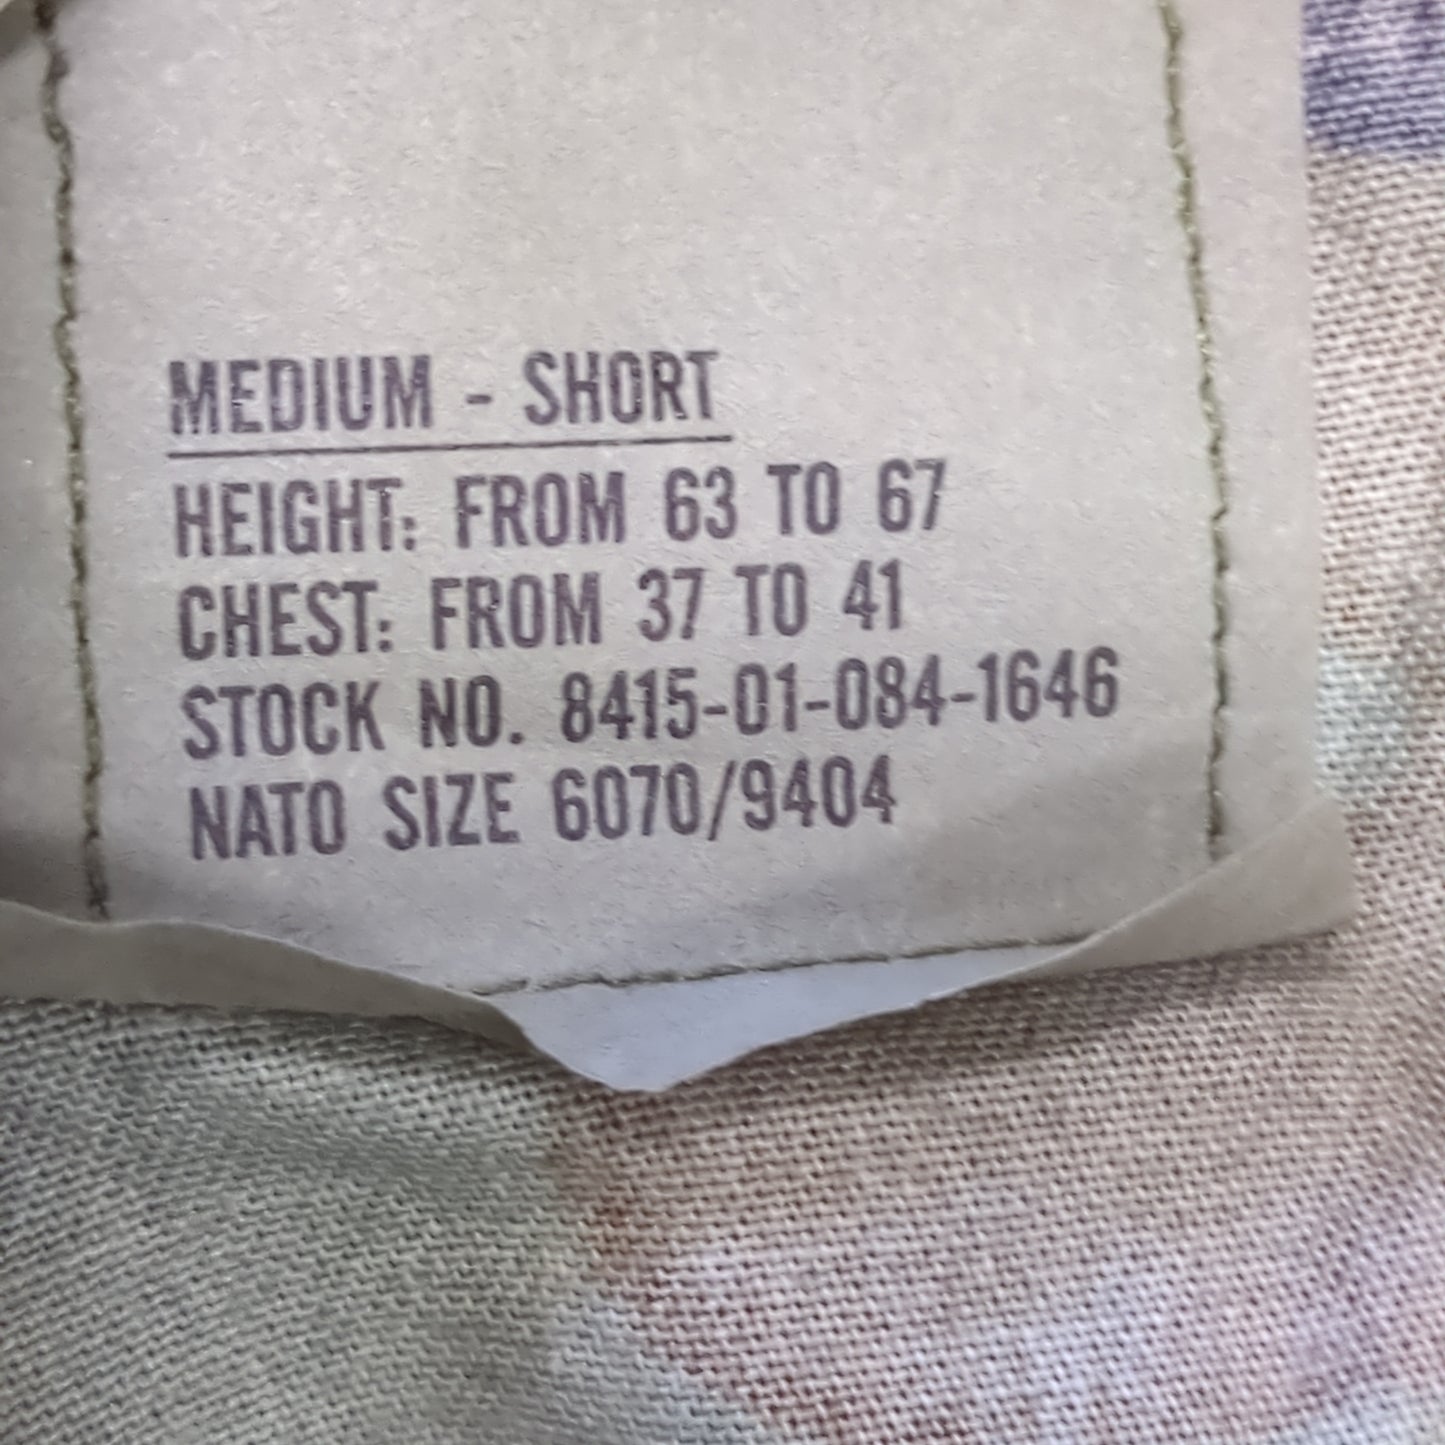 MEDIUM - SHORT
HEIGHT: FROM 63 TO 67
CHEST: FROM 37 TO 41
STOCK NO. 8415-01-084-1646
NATO SIZE 6070/9404